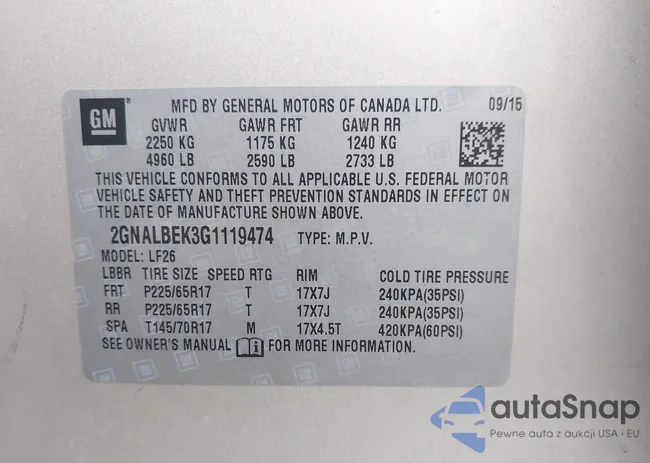 GM
MFD BY GENERAL MOTORS OF CANADA LTD. 09/15
GVWR GAWR FRT GAWR RR
2250 KG 1175 KG 1240 KG
4960 LB 2590 LB 2733 LB
THIS VEHICLE CONFORMS TO ALL APPLICABLE U.S. FEDERAL MOTOR
VEHICLE SAFETY AND THEFT PREVENTION STANDARDS IN EFFECT ON
THE DATE OF MANUFACTURE SHOWN ABOVE.
2GNALBEK3G1119474 TYPE: M.P.V.
MODEL: LF26
LBBR TIRE SIZE SPEED RTG RIM COLD TIRE PRESSURE
FRT P225/65R17 T 17X7J 240KPA(35PSI)
RR P225/65R17 T 17X7J 240KPA(35PSI)
SPA T145/70R17 M 17X4.5T 420KPA(60PSI)
SEE OWNER'S MANUAL FOR MORE INFORMATION.
autaSnap
Pewne auta z aukcji USA i EU